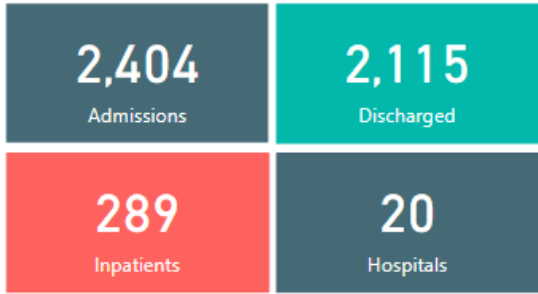 2,404
Admissions
2,115
Discharged
289
Inpatients
20
Hospitals